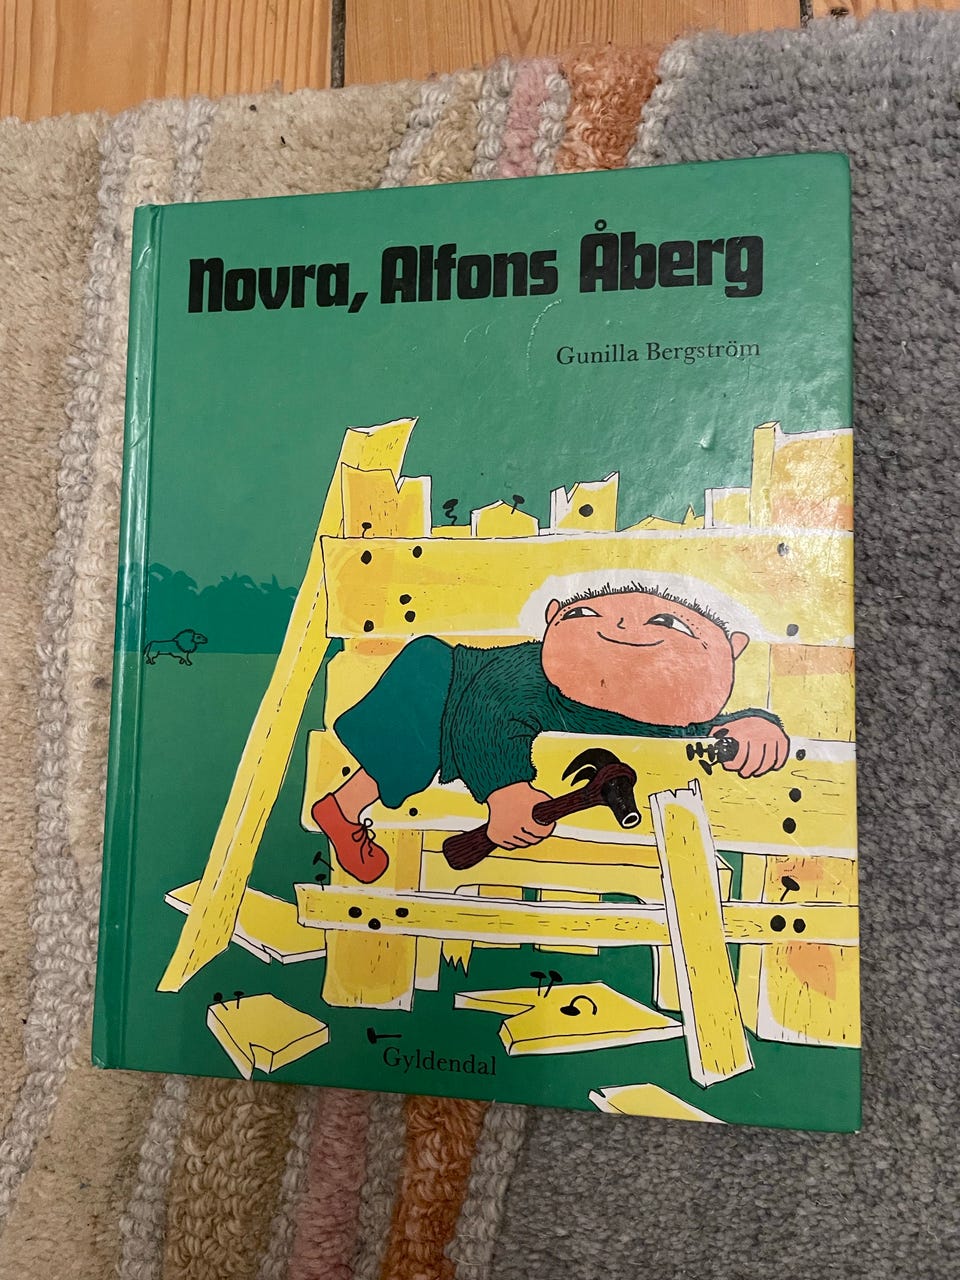 Novra, Alfons Åberg
Gunilla Bergström
Gyldendal